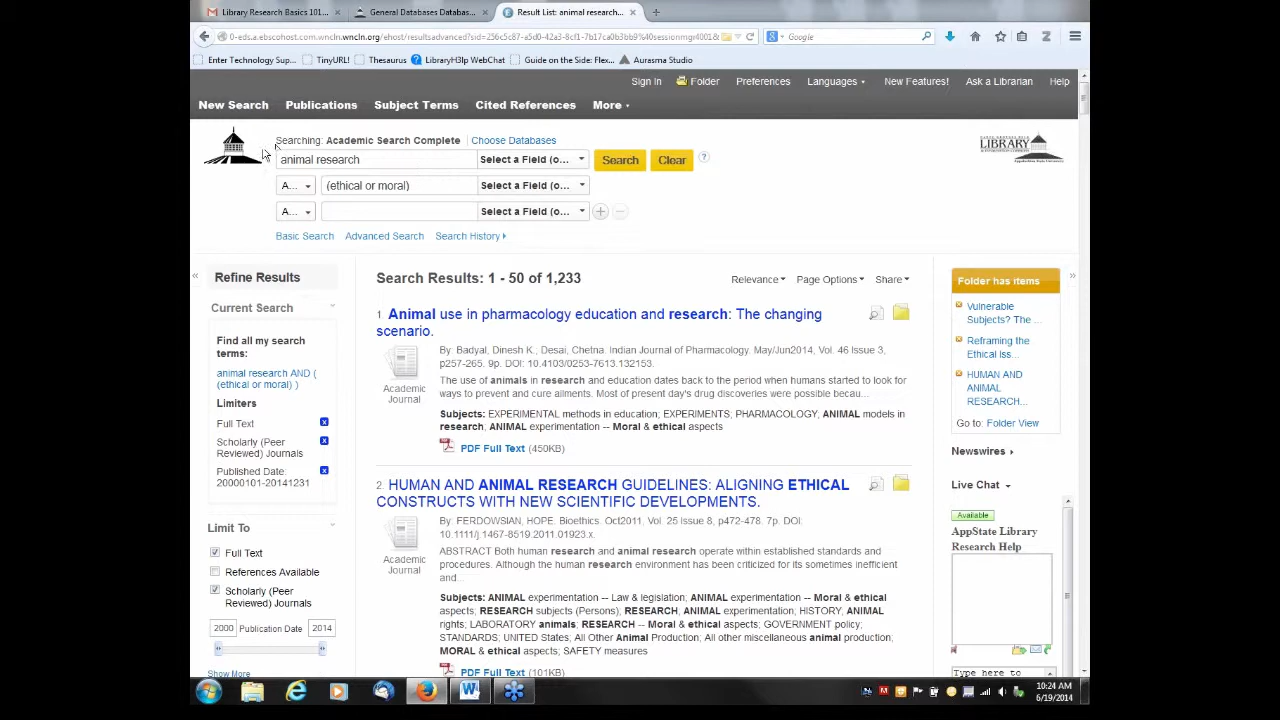 Library Research Basics 101...
General Databases Databas...
Result List: animal research...
0-eds.a.ebscohost.com.wncln.wncln.org/ehost/resultsadvanced?sid=
Google
Enter Technology Sup... TinyURL! Thesaurus LibraryH3lp WebChat Guide on the Side: Flex... Aurasma Studio
Sign In Folder Preferences Languages New Features! Ask a Librarian Help
New Search Publications Subject Terms Cited References More
Searching: Academic Search Complete Choose Databases
animal research Select a Field (o... Search Clear ?
A... (ethical or moral) Select a Field (o...
A... Select a Field (o...
Basic Search Advanced Search Search History
LIBRARY
« Refine Results
Current Search
Find all my search
terms:
animal research AND (
(ethical or moral) )
Limiters
Full Text x
Scholarly (Peer x
Reviewed) Journals
Published Date: x
20000101-20141231
Limit To
Full Text
References Available
Scholarly (Peer
Reviewed) Journals
2000 Publication Date 2014
Show More
Search Results: 1 - 50 of 1,233
Relevance Page Options Share
1. Animal use in pharmacology education and research: The changing
scenario.
Academic
Journal
By: Badyal, Dinesh K.; Desai, Chetna. Indian Journal of Pharmacology. May/Jun2014, Vol. 46 Issue 3,
p257-265. 9p. DOI: 10.4103/0253-7613.132153.
The use of animals in research and education dates back to the period when humans started to look for
ways to prevent and cure ailments. Most of present day's drug discoveries were possible becau...
Subjects: EXPERIMENTAL methods in education; EXPERIMENTS; PHARMACOLOGY; ANIMAL models in
research; ANIMAL experimentation -- Moral & ethical aspects
PDF Full Text (450KB)
2. HUMAN AND ANIMAL RESEARCH GUIDELINES: ALIGNING ETHICAL
CONSTRUCTS WITH NEW SCIENTIFIC DEVELOPMENTS.
Academic
Journal
By: FERDOWSIAN, HOPE. Bioethics. Oct2011, Vol. 25 Issue 8, p472-478. 7p. DOI:
10.1111/j.1467-8519.2011.01923.x.
ABSTRACT Both human research and animal research operate within established standards and
procedures. Although the human research environment has been criticized for its sometimes inefficient
and...
Subjects: ANIMAL experimentation -- Law & legislation; ANIMAL experimentation -- Moral & ethical
aspects; RESEARCH subjects (Persons); RESEARCH; ANIMAL experimentation; HISTORY; ANIMAL
rights; LABORATORY animals; RESEARCH -- Moral & ethical aspects; GOVERNMENT policy;
STANDARDS; UNITED States; All Other Animal Production; All other miscellaneous animal production;
MORAL & ethical aspects; SAFETY measures
PDF Full Text (101KB)
Folder has items »
Vulnerable
Subjects? The ...
Reframing the
Ethical Iss...
HUMAN AND
ANIMAL
RESEARCH...
Go to: Folder View
Newswires
Live Chat
Available
AppState Library
Research Help
Type here to
10:24 AM
6/19/2014